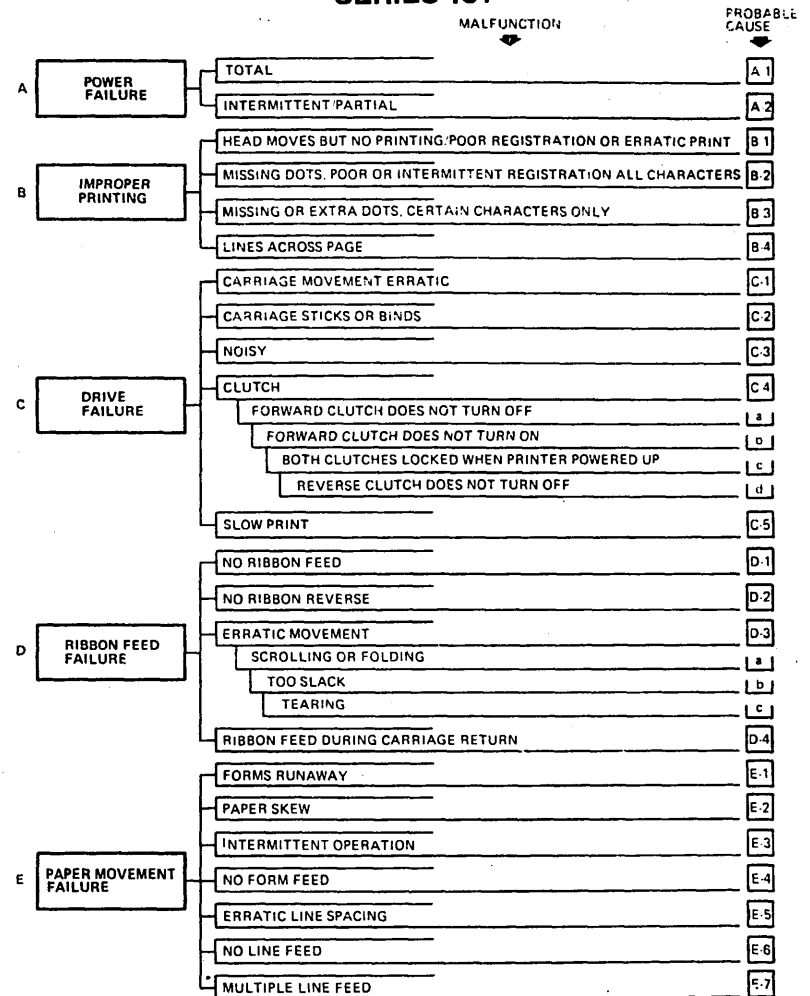 MALFUNCTION
PROBABLE
CAUSE
A
POWER
FAILURE
TOTAL A 1
INTERMITTENT/PARTIAL A 2
B
IMPROPER
PRINTING
HEAD MOVES BUT NO PRINTING/POOR REGISTRATION OR ERRATIC PRINT B 1
MISSING DOTS, POOR OR INTERMITTENT REGISTRATION ALL CHARACTERS B-2
MISSING OR EXTRA DOTS, CERTAIN CHARACTERS ONLY B 3
LINES ACROSS PAGE B-4
C
DRIVE
FAILURE
CARRIAGE MOVEMENT ERRATIC C-1
CARRIAGE STICKS OR BINDS C-2
NOISY C-3
CLUTCH C 4
FORWARD CLUTCH DOES NOT TURN OFF a
FORWARD CLUTCH DOES NOT TURN ON b
BOTH CLUTCHES LOCKED WHEN PRINTER POWERED UP c
REVERSE CLUTCH DOES NOT TURN OFF d
SLOW PRINT C-5
D
RIBBON FEED
FAILURE
NO RIBBON FEED D-1
NO RIBBON REVERSE D-2
ERRATIC MOVEMENT D-3
SCROLLING OR FOLDING a
TOO SLACK b
TEARING c
RIBBON FEED DURING CARRIAGE RETURN D-4
E
PAPER MOVEMENT
FAILURE
FORMS RUNAWAY E-1
PAPER SKEW E-2
INTERMITTENT OPERATION E-3
NO FORM FEED E-4
ERRATIC LINE SPACING E-5
NO LINE FEED E-6
MULTIPLE LINE FEED E-7